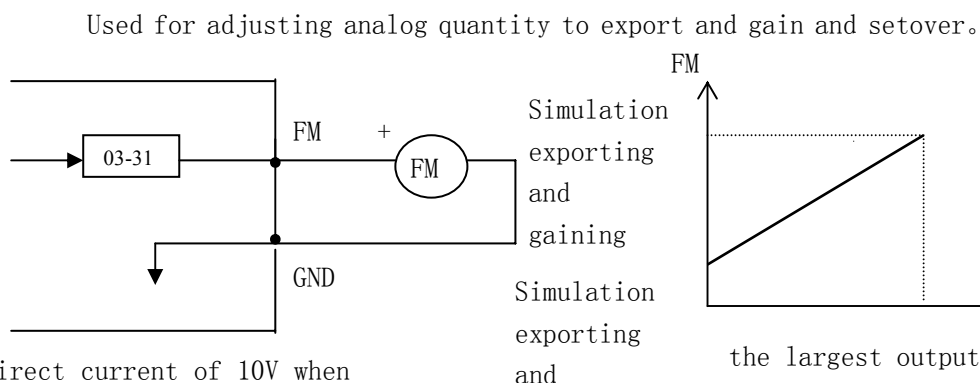 Used for adjusting analog quantity to export and gain and setover。
FM
+
03-31
FM
GND
Simulation
exporting
and
gaining
Simulation
exporting
and
FM
the largest output
direct current of 10V when